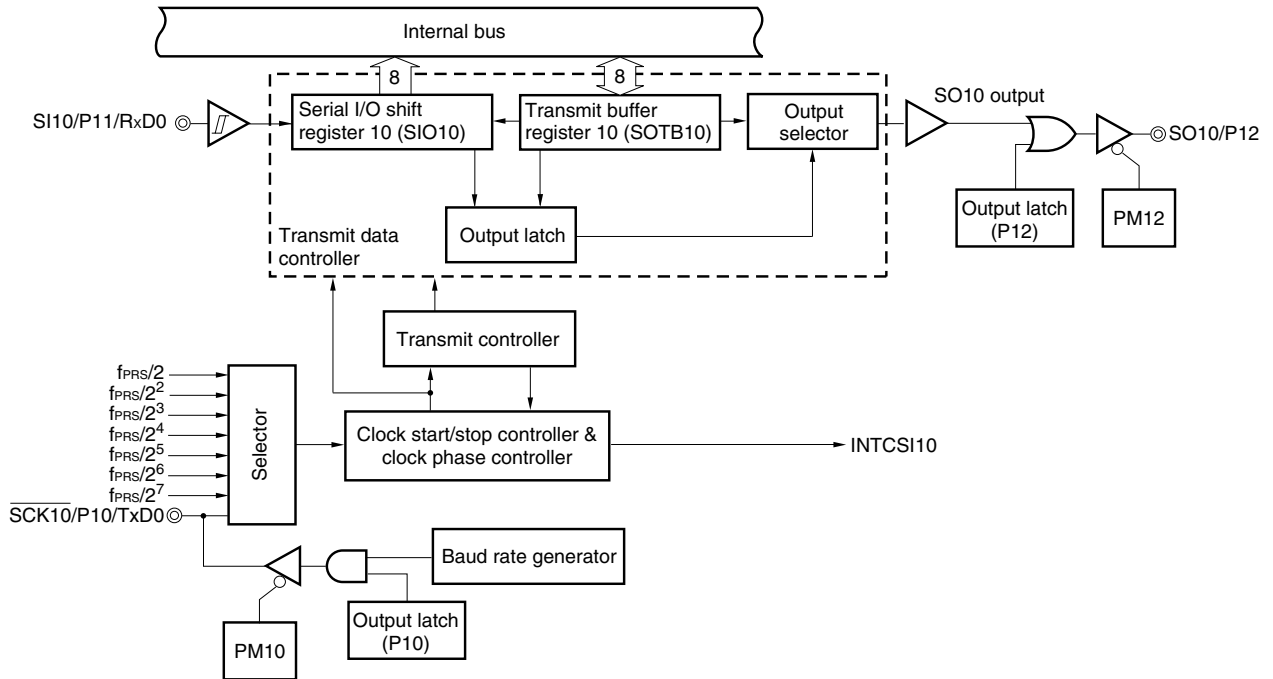 Internal bus
8
8
SI10/P11/RxD0
Serial I/O shift
register 10 (SIO10)
Transmit buffer
register 10 (SOTB10)
Output
selector
SO10 output
SO10/P12
Output latch
(P12)
PM12
Output latch
Transmit data
controller
Transmit controller
fPRS/2
fPRS/2²
fPRS/2³
fPRS/2⁴
fPRS/2⁵
fPRS/2⁶
fPRS/2⁷
SCK10/P10/TxD0
Selector
Clock start/stop controller &
clock phase controller
INTCSI10
Baud rate generator
Output latch
(P10)
PM10